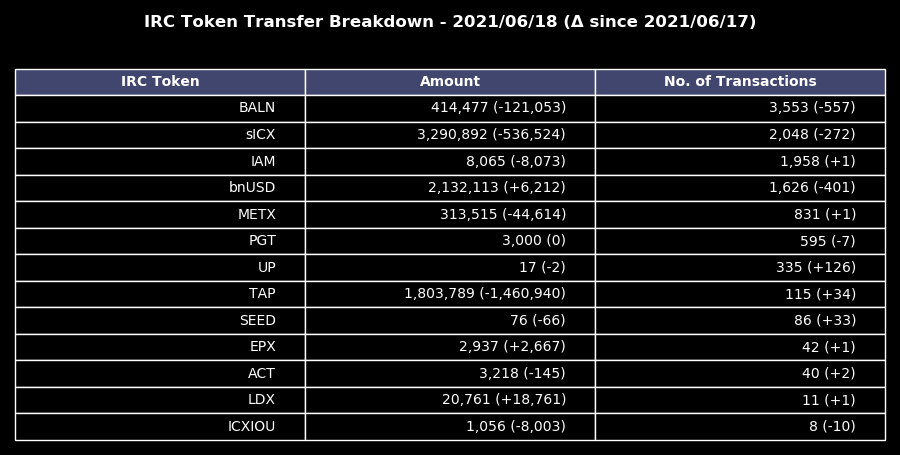 IRC Token Transfer Breakdown - 2021/06/18 (Δ since 2021/06/17)
IRC Token Amount No. of Transactions
BALN 414,477 (-121,053) 3,553 (-557)
sICX 3,290,892 (-536,524) 2,048 (-272)
IAM 8,065 (-8,073) 1,958 (+1)
bnUSD 2,132,113 (+6,212) 1,626 (-401)
METX 313,515 (-44,614) 831 (+1)
PGT 3,000 (0) 595 (-7)
UP 17 (-2) 335 (+126)
TAP 1,803,789 (-1,460,940) 115 (+34)
SEED 76 (-66) 86 (+33)
EPX 2,937 (+2,667) 42 (+1)
ACT 3,218 (-145) 40 (+2)
LDX 20,761 (+18,761) 11 (+1)
ICXIOU 1,056 (-8,003) 8 (-10)